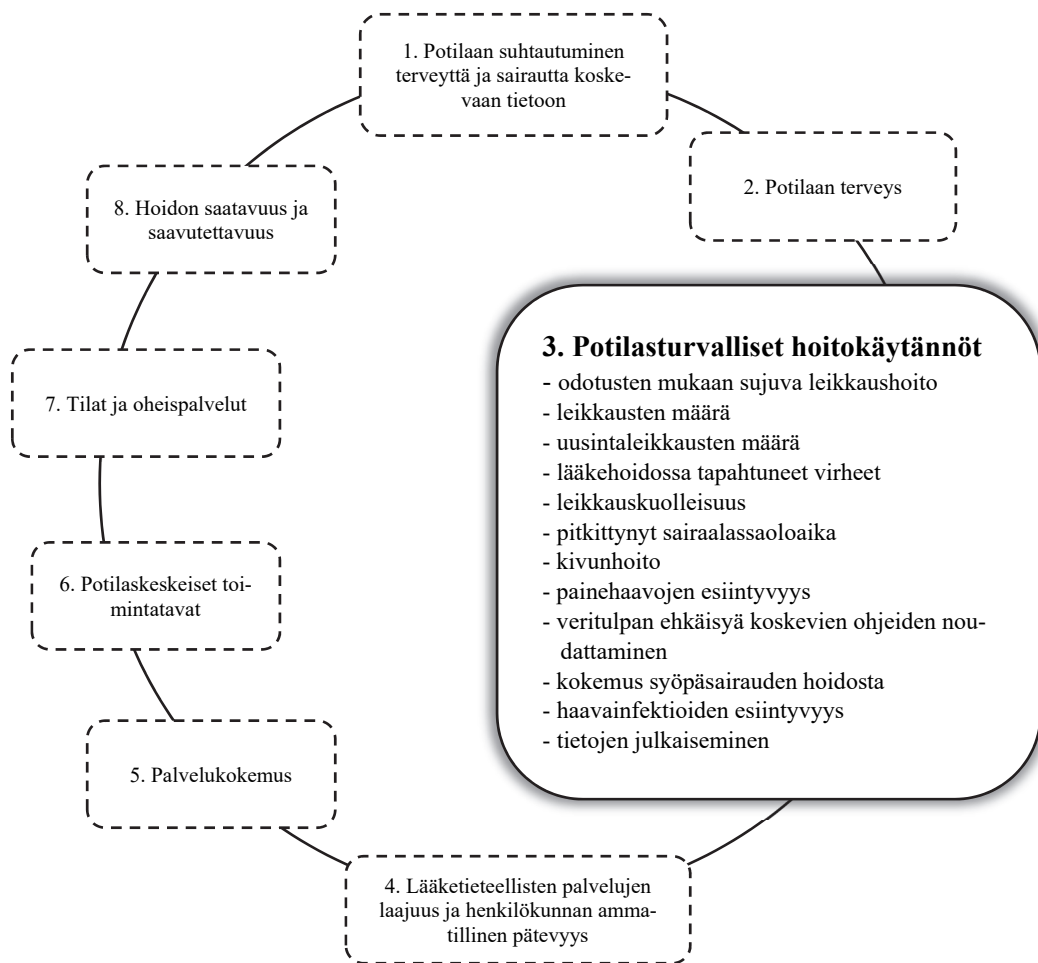 1. Potilaan suhtautuminen
terveyttä ja sairautta koske-
vaan tietoon
2. Potilaan terveys
3. Potilasturvalliset hoitokäytännöt
- odotusten mukaan sujuva leikkaushoito
- leikkausten määrä
- uusintaleikkausten määrä
- lääkehoidossa tapahtuneet virheet
- leikkauskuolleisuus
- pitkittynyt sairaalassaoloaika
- kivunhoito
- painehaavojen esiintyvyys
- veritulpan ehkäisyä koskevien ohjeiden nou-
dattaminen
- kokemus syöpäsairauden hoidosta
- haavainfektioiden esiintyvyys
- tietojen julkaiseminen
4. Lääketieteellisten palvelujen
laajuus ja henkilökunnan amma-
tillinen pätevyys
5. Palvelukokemus
6. Potilaskeskeiset toi-
mintatavat
7. Tilat ja oheispalvelut
8. Hoidon saatavuus ja
saavutettavuus